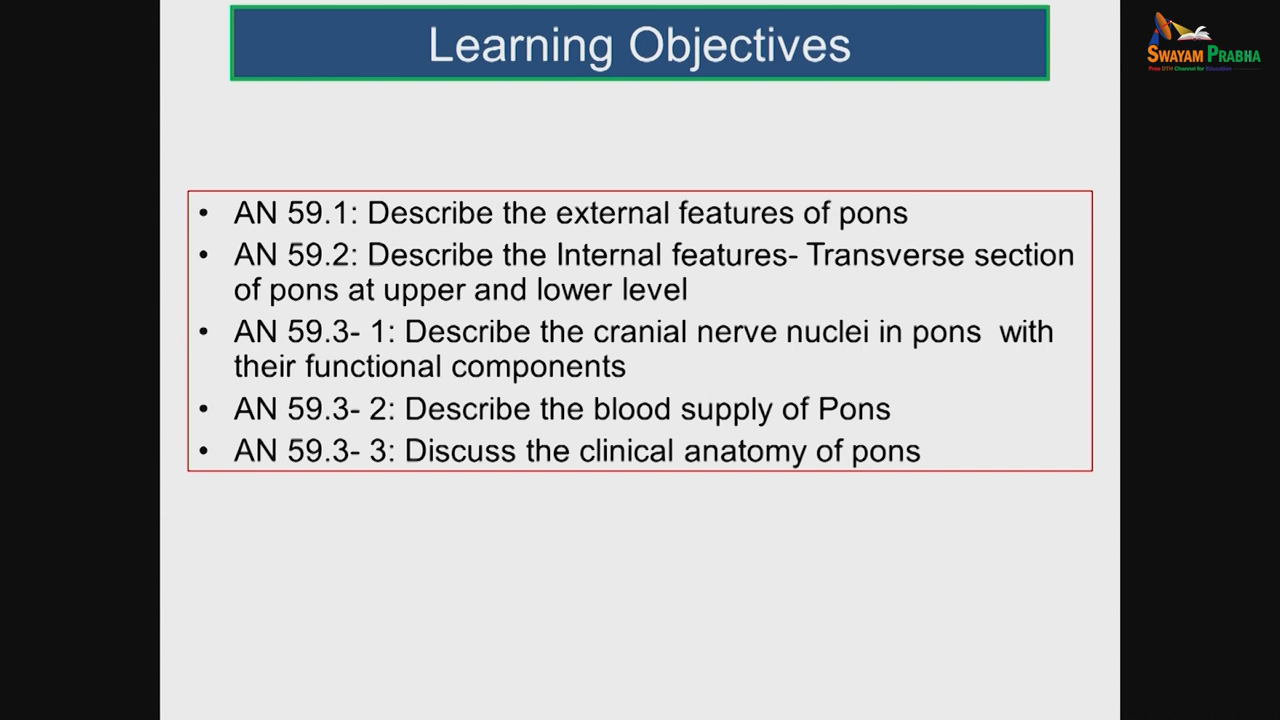 Learning Objectives
SWAYAM PRABHA
Free DTH Channel for Education
• AN 59.1: Describe the external features of pons
• AN 59.2: Describe the Internal features- Transverse section
of pons at upper and lower level
• AN 59.3- 1: Describe the cranial nerve nuclei in pons with
their functional components
• AN 59.3- 2: Describe the blood supply of Pons
• AN 59.3- 3: Discuss the clinical anatomy of pons